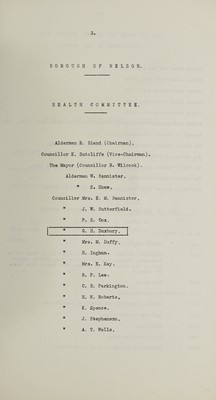 2.
BOROUGH OF NELSON.
HEALTH COMMITTEE.
Alderman R. Bland (Chairman).
Councillor K. Sutcliffe (Vice-Chairman).
The Mayor (Councillor R. Wilcock).
Alderman W. Bannister.
" E. Shaw.
Councillor Mrs. E. M. Bannister.
" J. W. Butterfield.
" P. E. Cox.
" G. H. Duxbury.
" Mrs. M. Duffy.
" H. Ingham.
" Mrs. E. Kay.
" R. P. Lee.
" C. B. Parkington.
" E. N. Roberts.
" K. Spence.
" J. Stephenson.
" A. T. Wells.